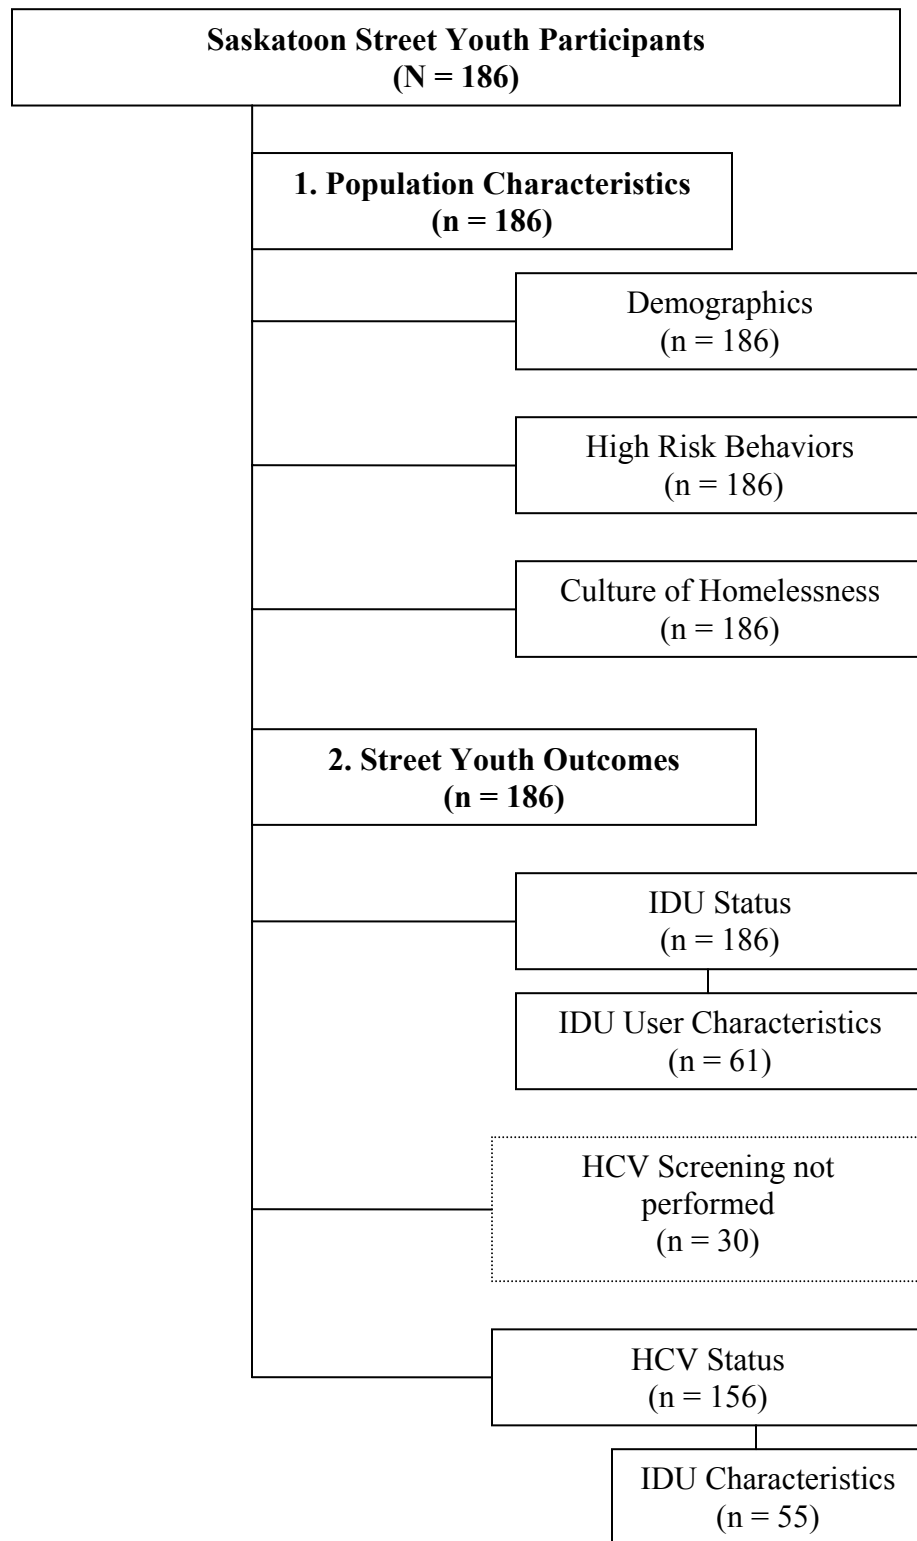 Saskatoon Street Youth Participants
(N = 186)
1. Population Characteristics
(n = 186)
Demographics
(n = 186)
High Risk Behaviors
(n = 186)
Culture of Homelessness
(n = 186)
2. Street Youth Outcomes
(n = 186)
IDU Status
(n = 186)
IDU User Characteristics
(n = 61)
HCV Screening not
performed
(n = 30)
HCV Status
(n = 156)
IDU Characteristics
(n = 55)